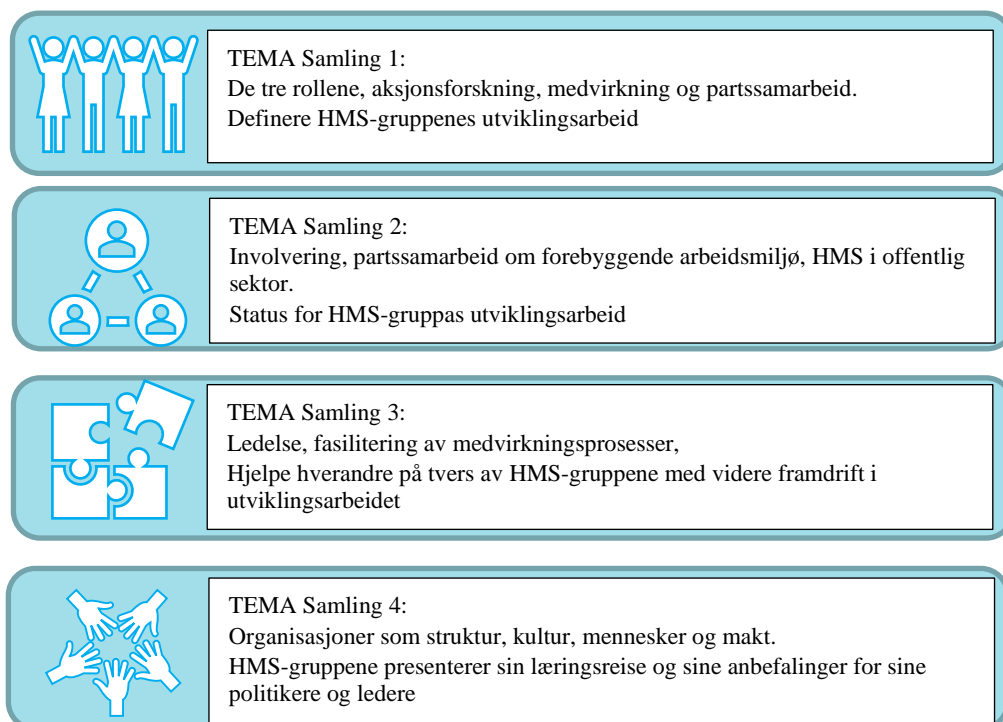 TEMA Samling 1:
De tre rollene, aksjonsforskning, medvirkning og partssamarbeid.
Definere HMS-gruppenes utviklingsarbeid
TEMA Samling 2:
Involvering, partssamarbeid om forebyggende arbeidsmiljø, HMS i offentlig
sektor.
Status for HMS-gruppas utviklingsarbeid
TEMA Samling 3:
Ledelse, fasilitering av medvirkningsprosesser,
Hjelpe hverandre på tvers av HMS-gruppene med videre framdrift i
utviklingsarbeidet
TEMA Samling 4:
Organisasjoner som struktur, kultur, mennesker og makt.
HMS-gruppene presenterer sin læringsreise og sine anbefalinger for sine
politikere og ledere